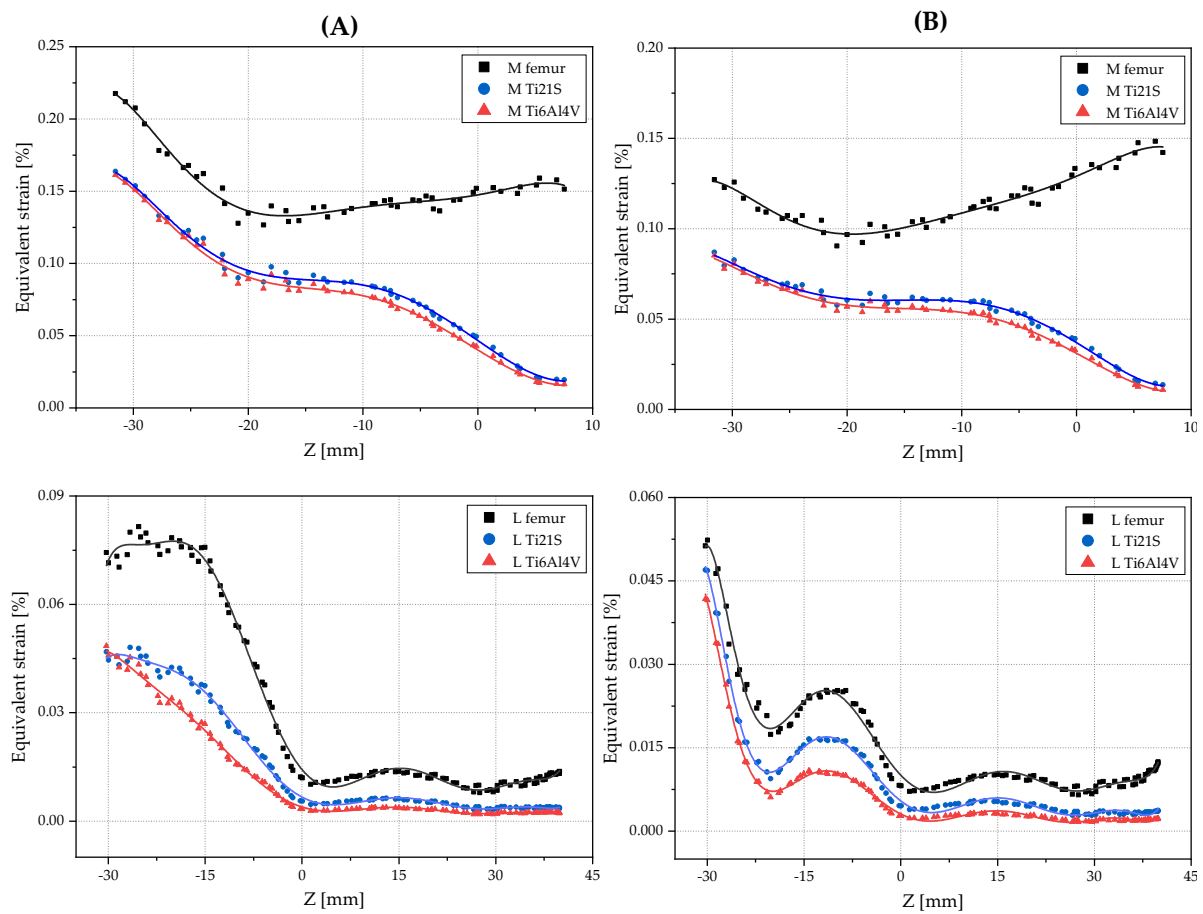 (A)
0.25
0.20
0.15
0.10
0.05
0.00
Equivalent strain [%]
M femur
M Ti21S
M Ti6Al4V
-30
-20
-10
0
10
Z [mm]
(B)
0.20
0.15
0.10
0.05
0.00
Equivalent strain [%]
M femur
M Ti21S
M Ti6Al4V
-30
-20
-10
0
10
Z [mm]
0.09
0.06
0.03
0.00
Equivalent strain [%]
L femur
L Ti21S
L Ti6Al4V
-30
-15
0
15
30
45
Z [mm]
0.060
0.045
0.030
0.015
0.000
Equivalent strain [%]
L femur
L Ti21S
L Ti6Al4V
-30
-15
0
15
30
45
Z [mm]